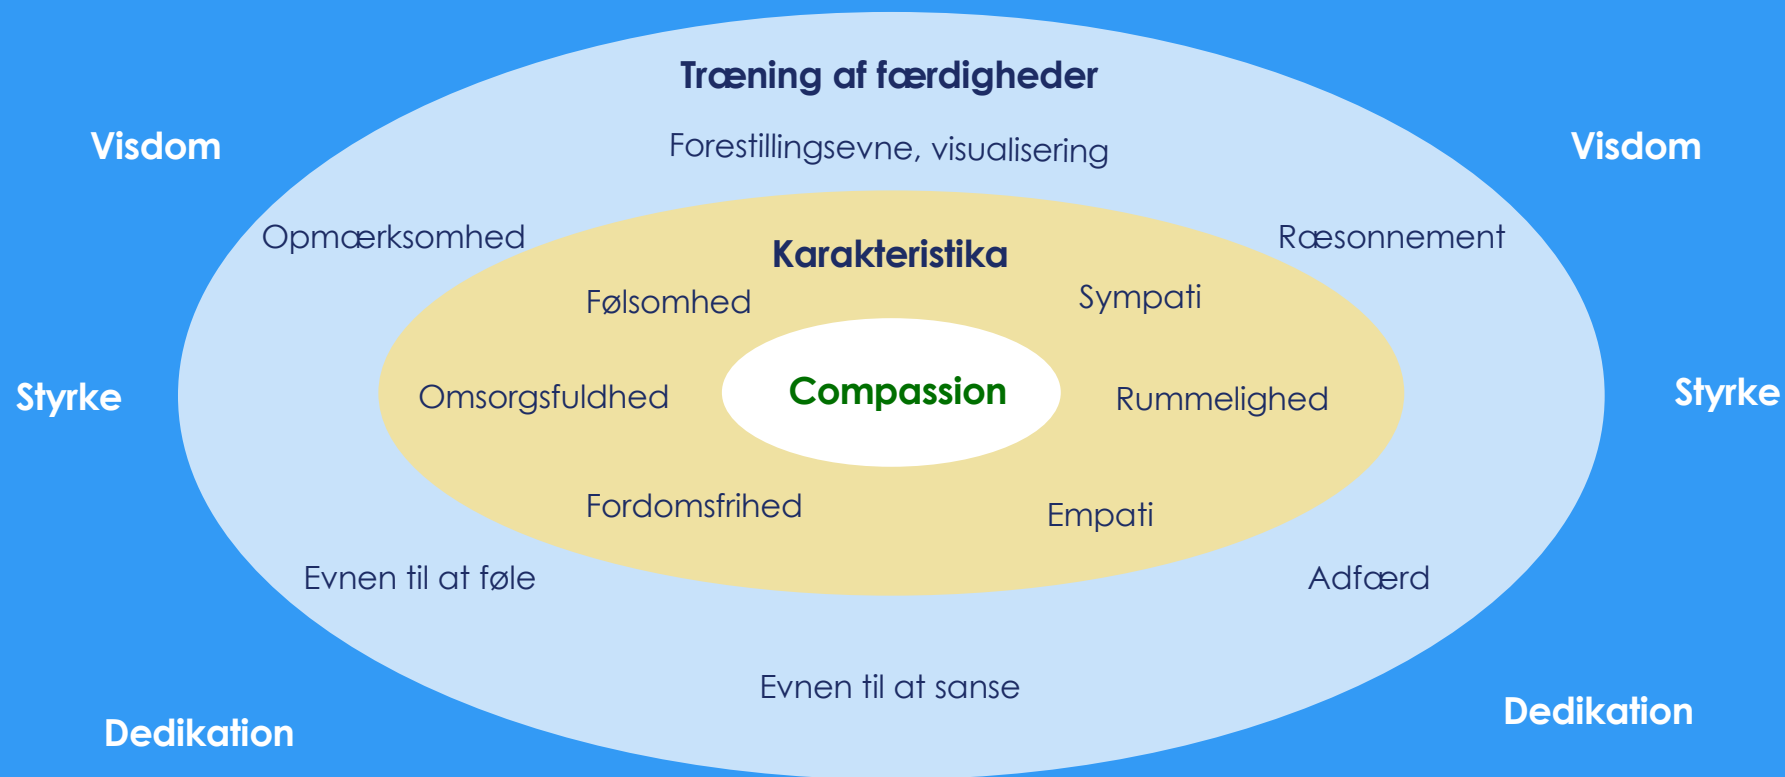 Træning af færdigheder
Visdom
Forestillingsevne, visualisering
Visdom
Opmærksomhed
Ræsonnement
Karakteristika
Følsomhed
Sympati
Styrke
Omsorgsfuldhed
Compassion
Rummelighed
Styrke
Fordomsfrihed
Empati
Evnen til at føle
Adfærd
Evnen til at sanse
Dedikation
Dedikation